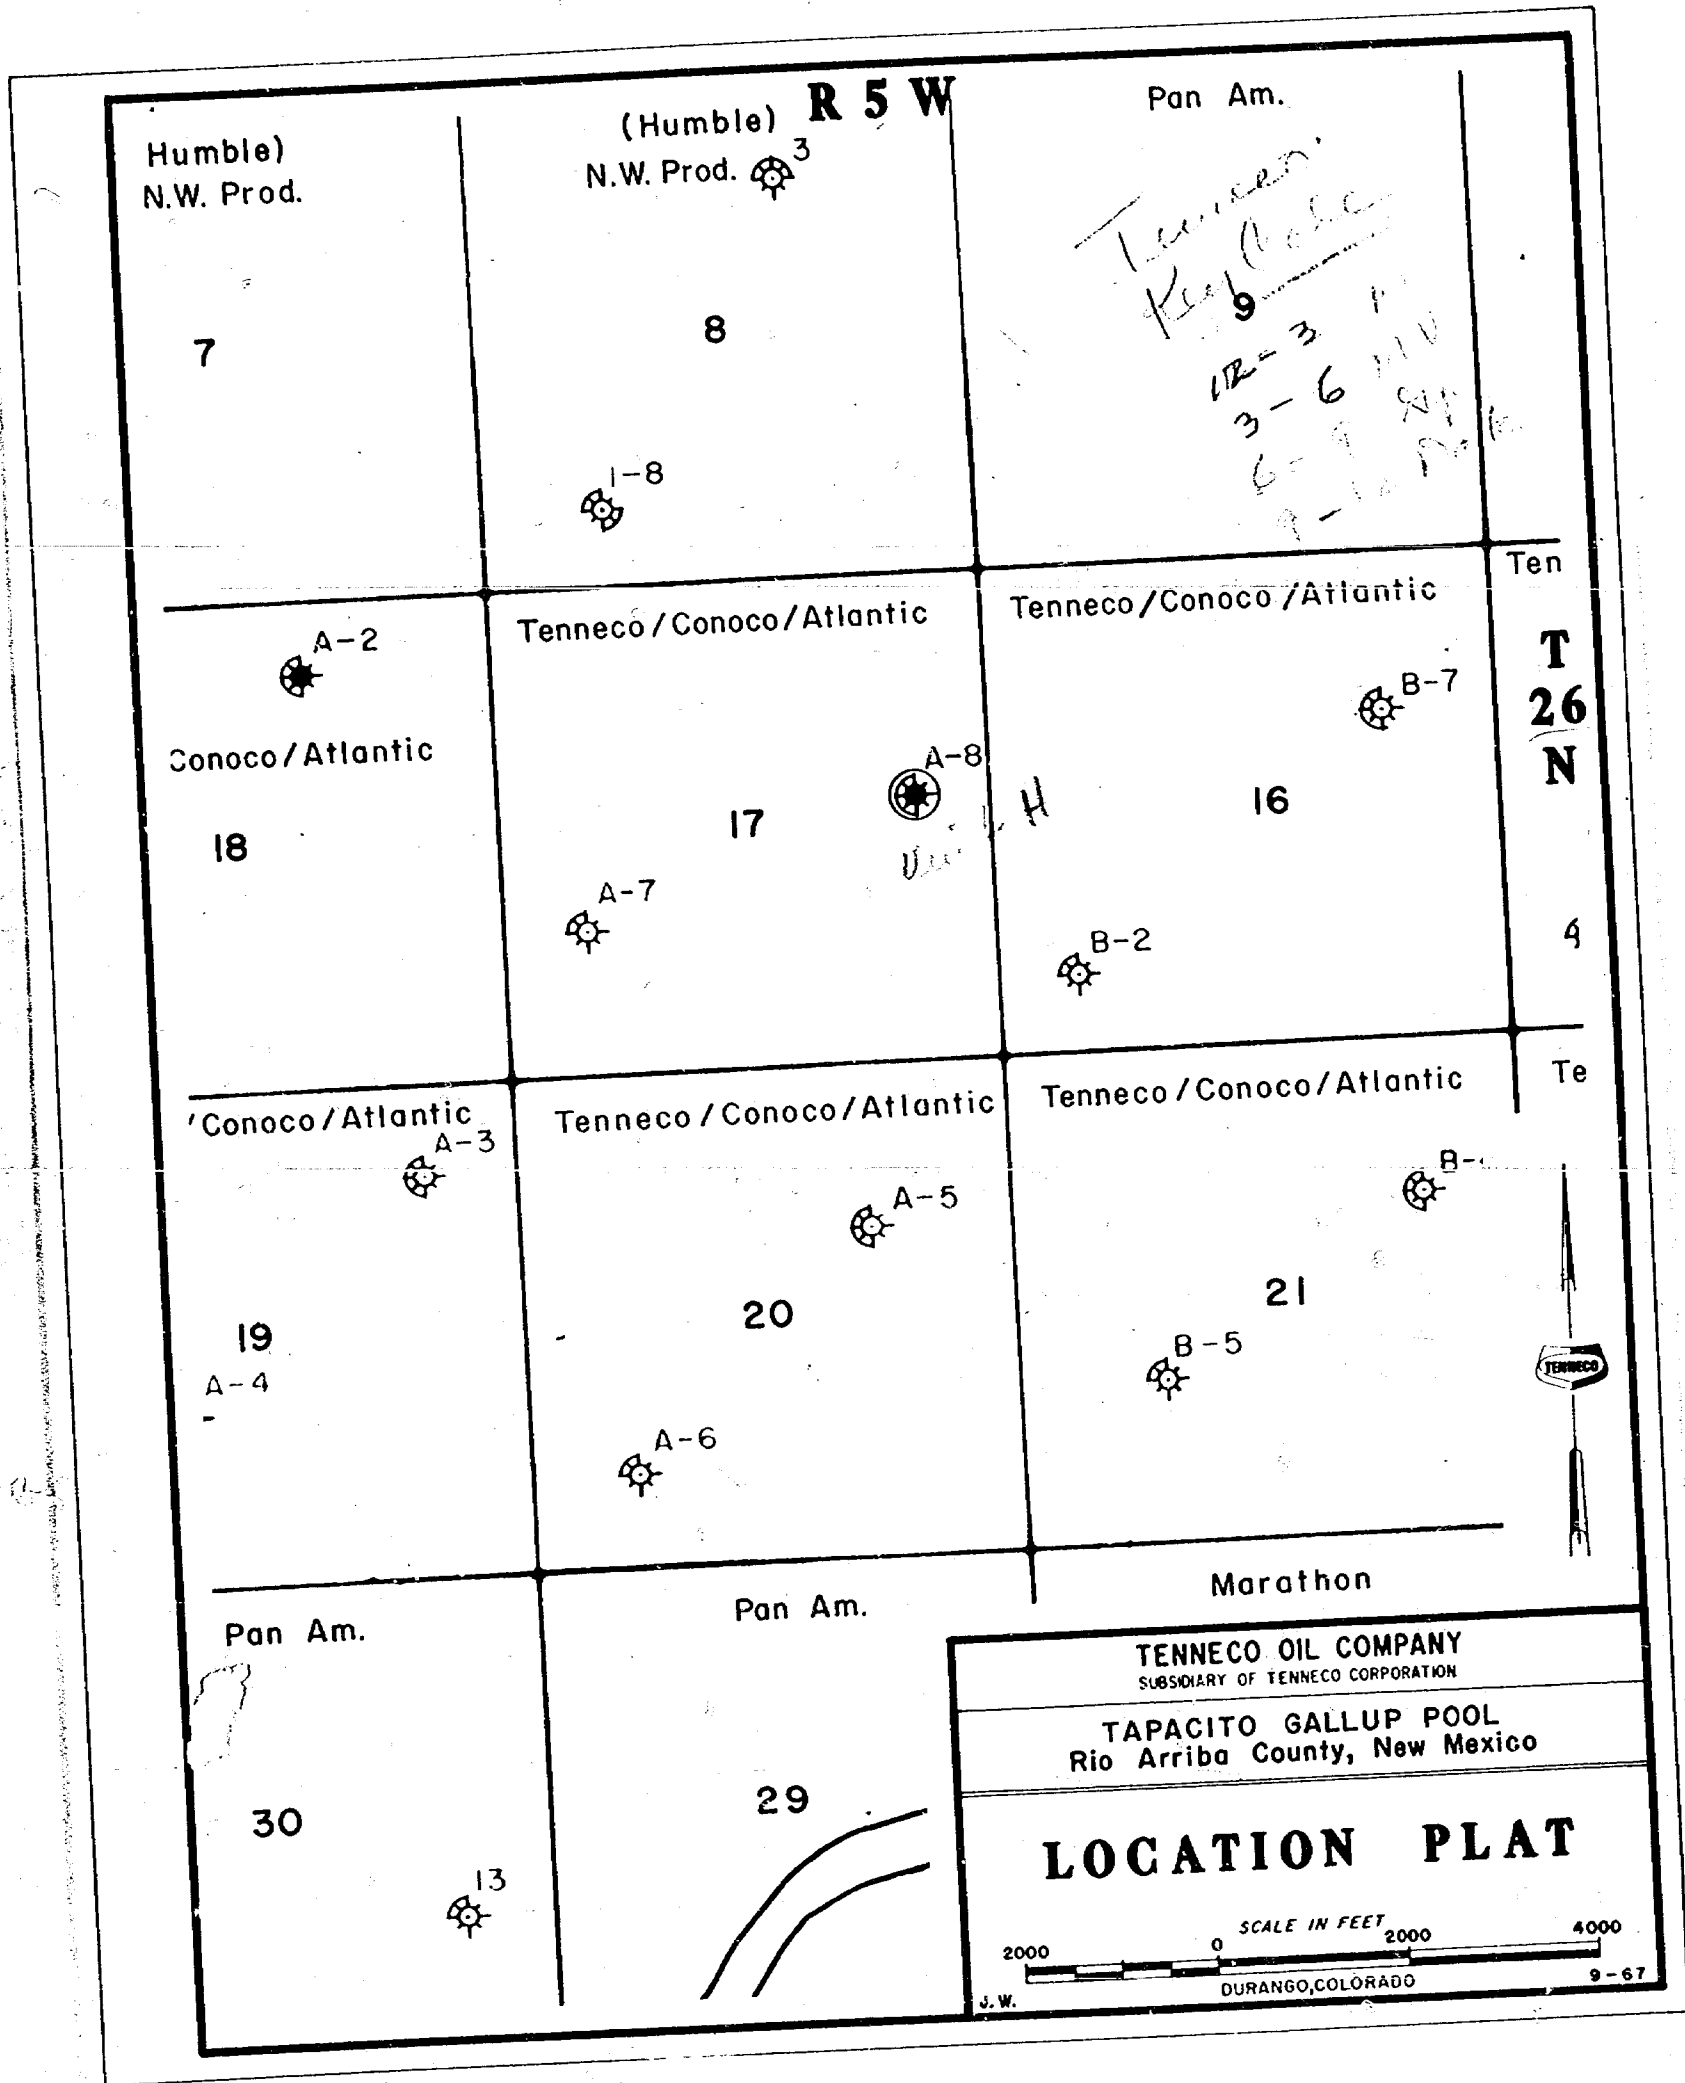 R 5 W
Humble)
N.W. Prod.
(Humble)
N.W. Prod.
3
Pan Am.
7
8
9
3
3 - 6
1-8
A-2
Conoco/Atlantic
18
Tenneco/Conoco/Atlantic
A-8
17
H
A-7
Tenneco/Conoco/Atlantic
B-7
16
B-2
Ten
T
26
N
'Conoco/Atlantic
A-3
19
A-4
Tenneco/Conoco/Atlantic
A-5
20
A-6
Tenneco/Conoco/Atlantic
B-
21
B-5
Te
TENNECO
Pan Am.
30
13
Pan Am.
29
Marathon
TENNECO OIL COMPANY
SUBSIDIARY OF TENNECO CORPORATION
TAPACITO GALLUP POOL
Rio Arriba County, New Mexico
LOCATION PLAT
SCALE IN FEET
2000 0 2000 4000
DURANGO, COLORADO
J.W.
9-67